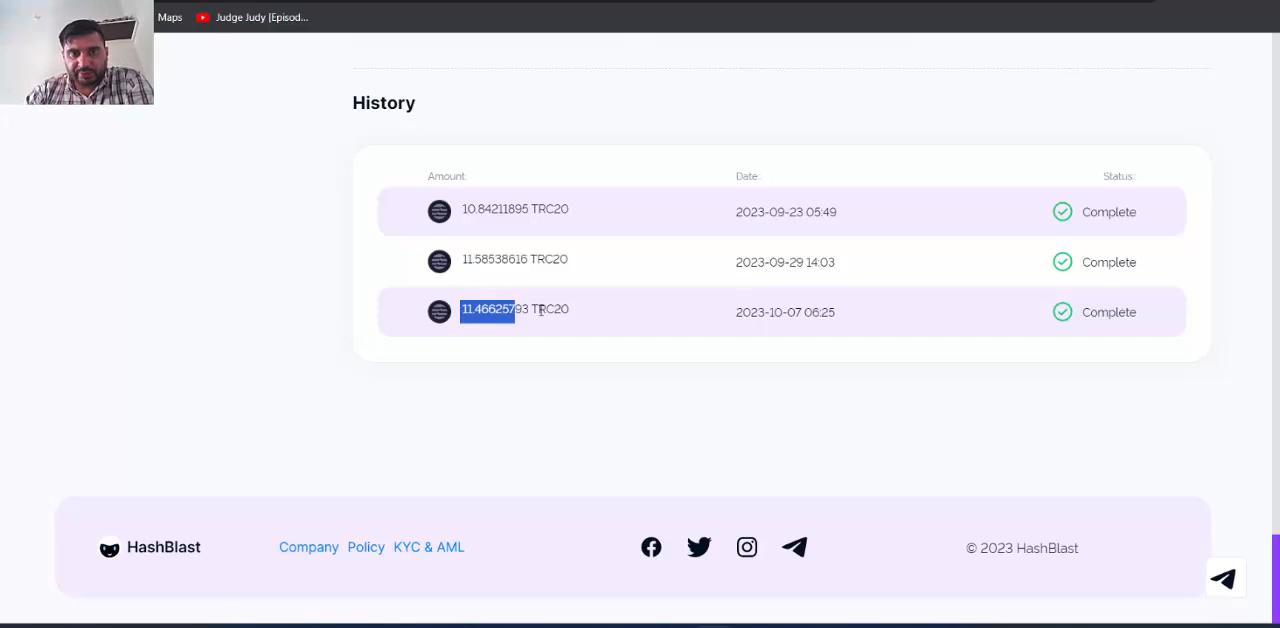 Maps Judge Judy |Episod...
History
Amount: Date: Status:
10.84211895 TRC20 2023-09-23 05:49 Complete
11.58538616 TRC20 2023-09-29 14:03 Complete
11.46625793 TRC20 2023-10-07 06:25 Complete
HashBlast Company Policy KYC & AML © 2023 HashBlast